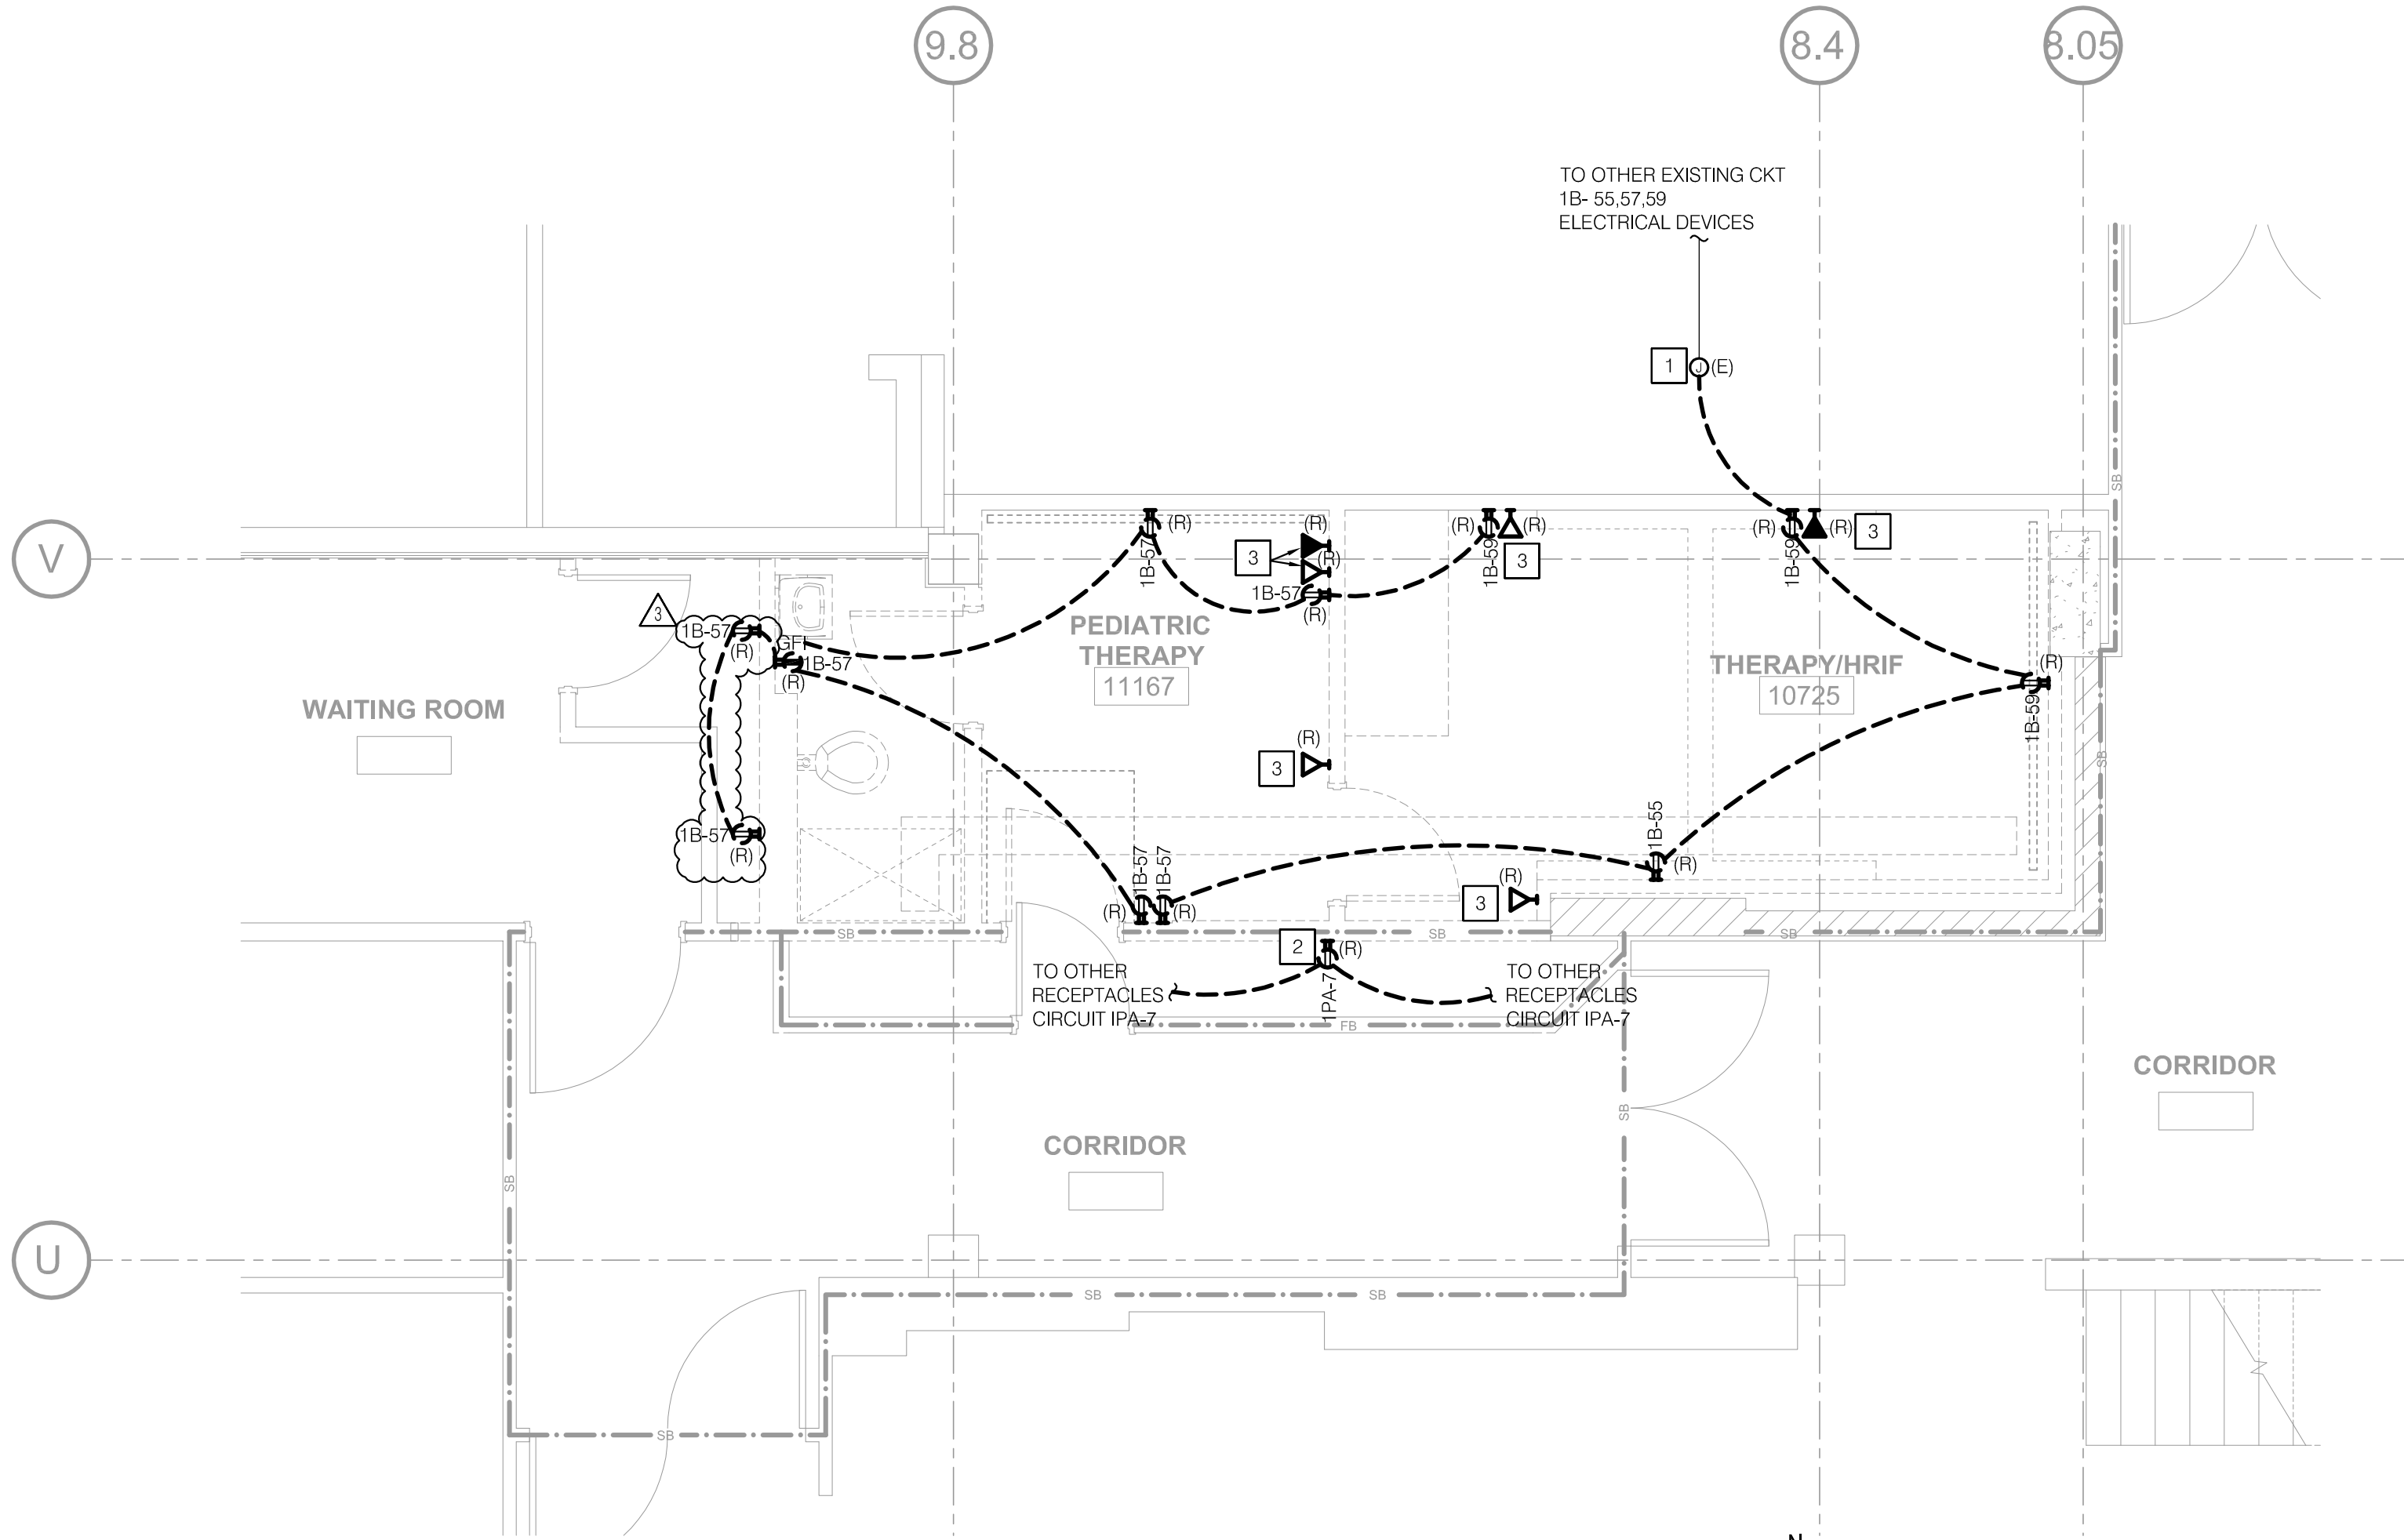 9.8
8.4
8.05
TO OTHER EXISTING CKT
1B- 55,57,59
ELECTRICAL DEVICES
1
J
(E)
SB
V
(R)
1B-57
(R)
3
(R)
1B-57
(R)
(R)
1B-59
(R)
3
(R)
1B-59
(R)
3
3
1B-57
(R)
GFI
1B-57
(R)
PEDIATRIC
THERAPY
11167
THERAPY/HRIF
10725
(R)
1B-59
WAITING ROOM
(R)
3
SB
1B-57
(R)
1B-57
1B-57
(R)
(R)
1B-55
(R)
(R)
3
SB
SB
SB
2
(R)
1PA-7
TO OTHER
RECEPTACLES
CIRCUIT IPA-7
TO OTHER
RECEPTACLES
CIRCUIT IPA-7
FB
CORRIDOR
SB
CORRIDOR
SB
U
SB
SB
SB
N